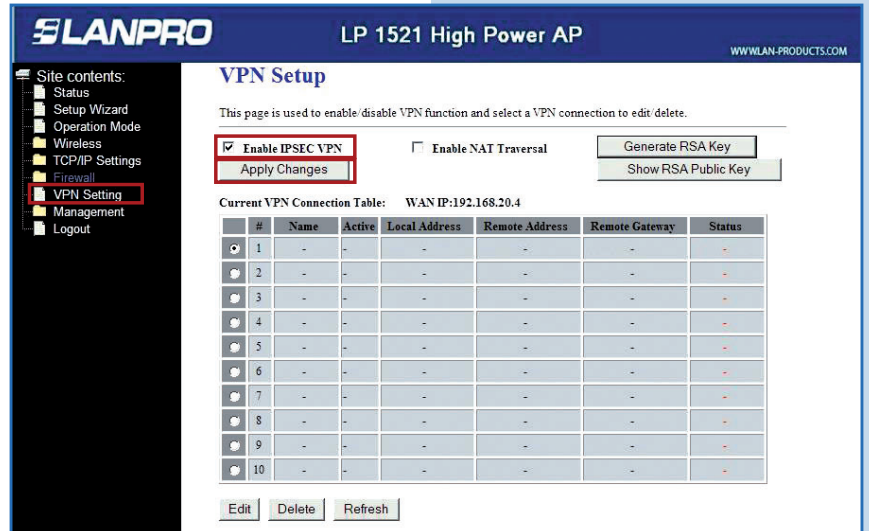 LANPRO
LP 1521 High Power AP
WWW.LAN-PRODUCTS.COM
Site contents:
Status
Setup Wizard
Operation Mode
Wireless
TCP/IP Settings
Firewall
VPN Setting
Management
Logout
VPN Setup
This page is used to enable/disable VPN function and select a VPN connection to edit/delete.
Enable IPSEC VPN Enable NAT Traversal Generate RSA Key
Apply Changes Show RSA Public Key
Current VPN Connection Table: WAN IP:192.168.20.4
# Name Active Local Address Remote Address Remote Gateway Status
1 - - - - - -
2 - - - - - -
3 - - - - - -
4 - - - - - -
5 - - - - - -
6 - - - - - -
7 - - - - - -
8 - - - - - -
9 - - - - - -
10 - - - - - -
Edit Delete Refresh